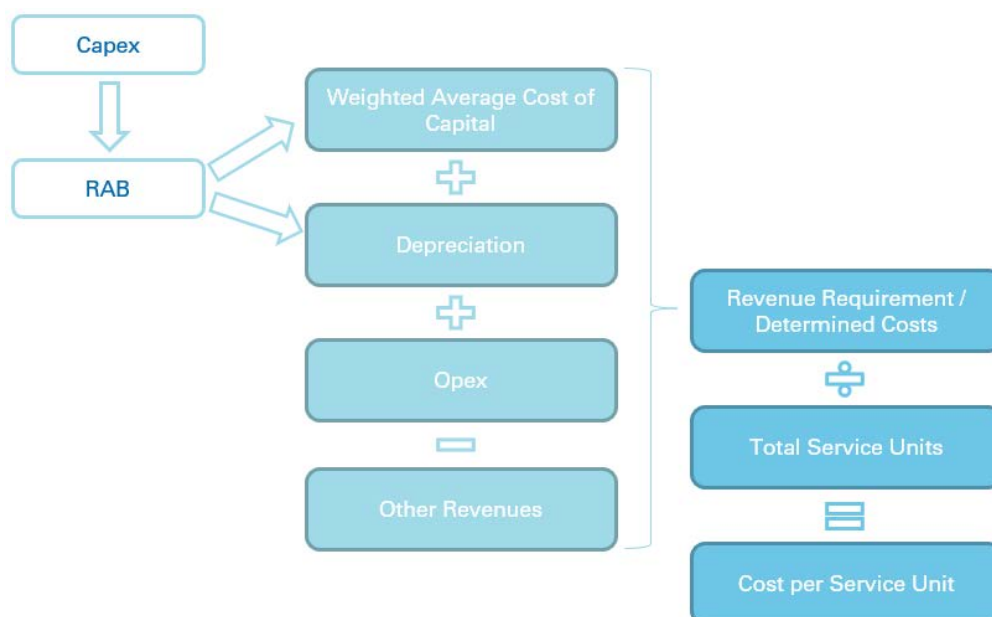 Capex
RAB
Weighted Average Cost of
Capital
Depreciation
Opex
Other Revenues
Revenue Requirement /
Determined Costs
Total Service Units
Cost per Service Unit